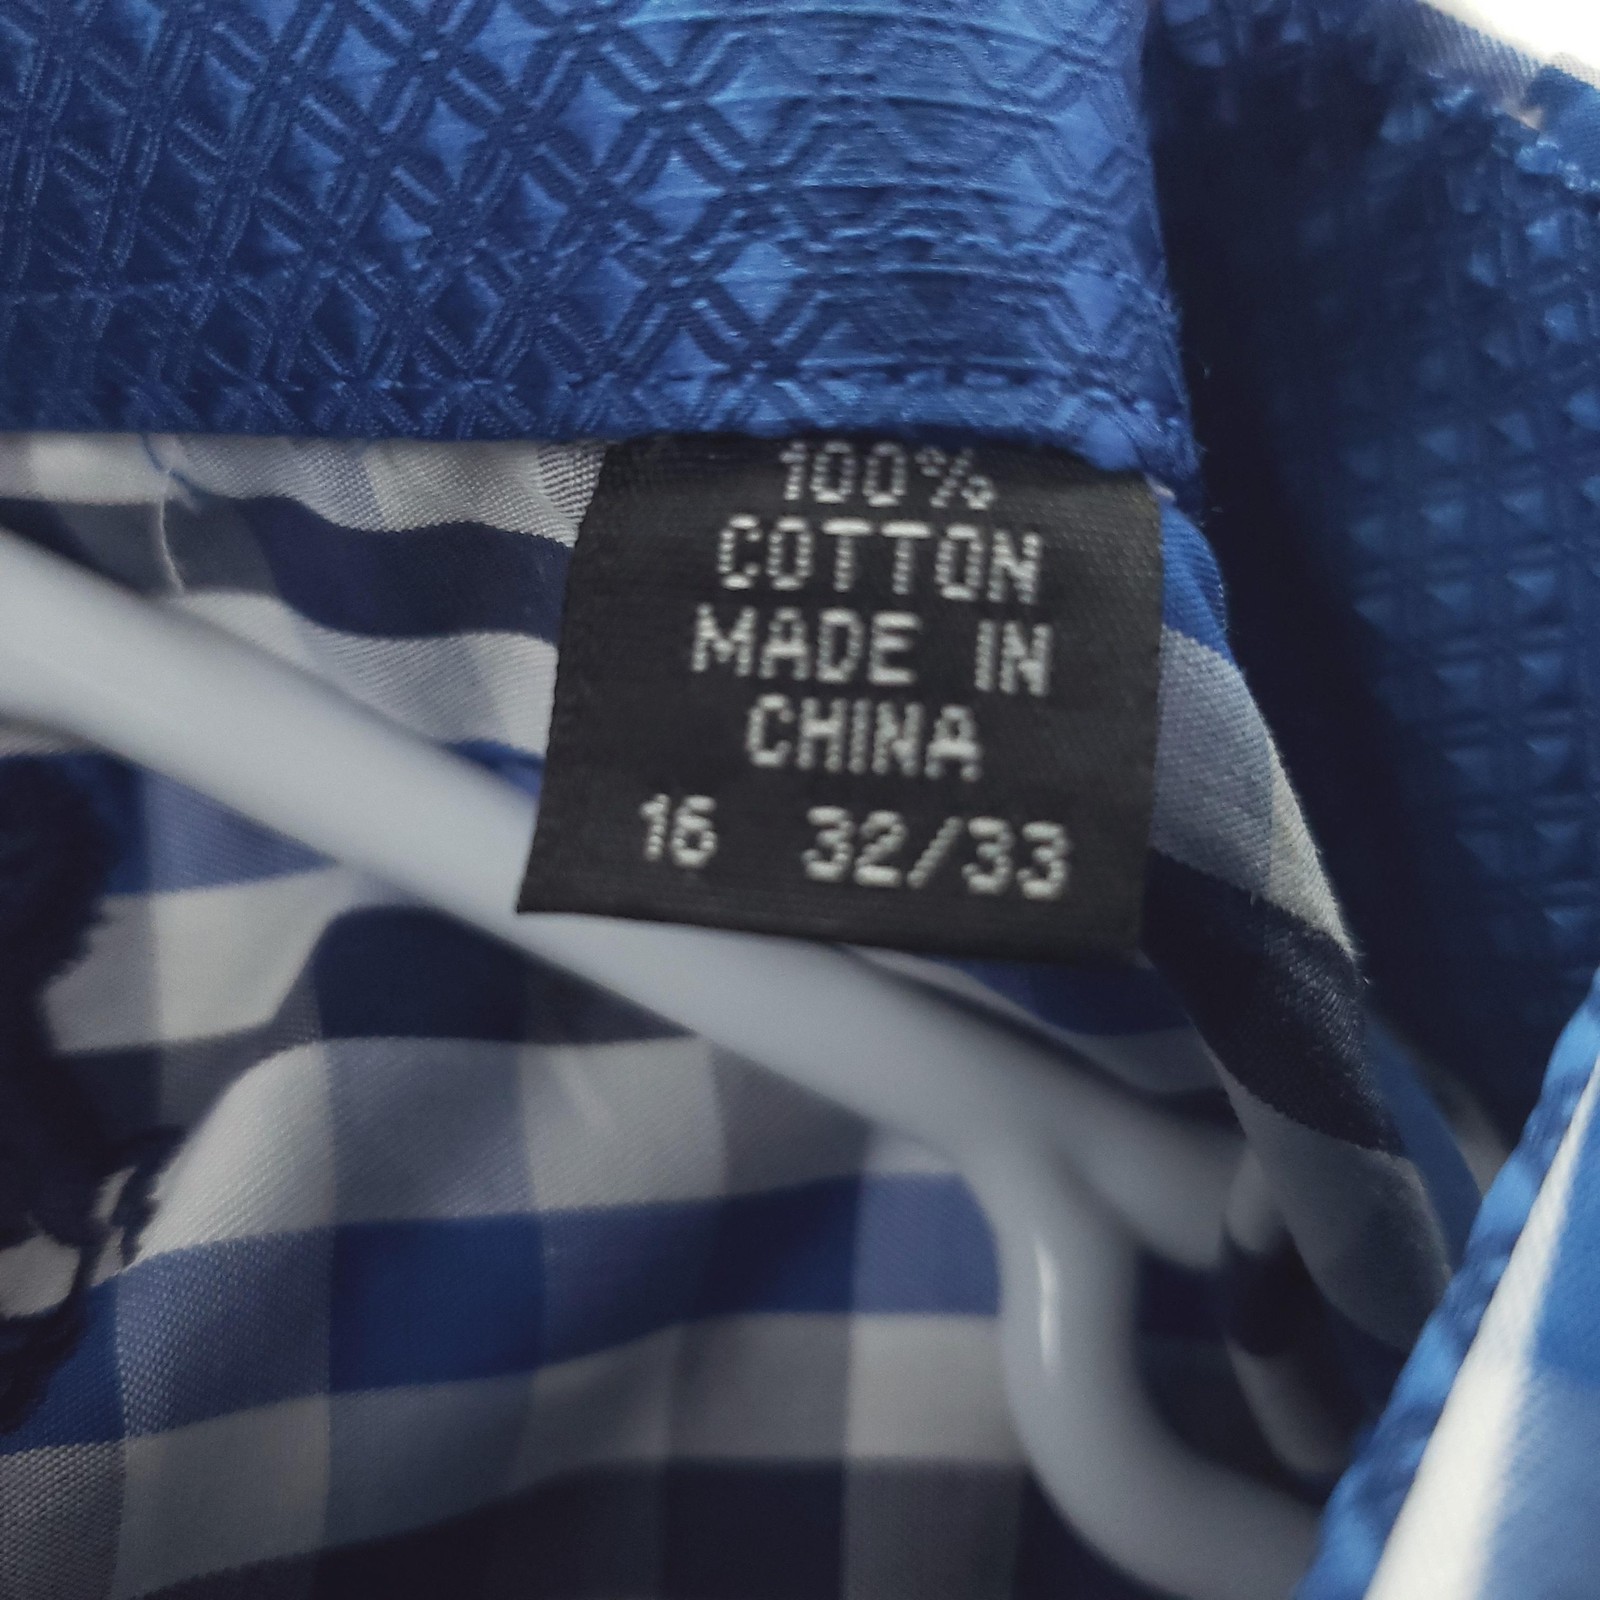 100%
COTTON
MADE IN
CHINA
16 32/33